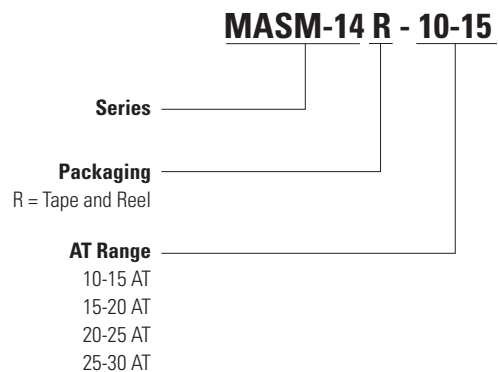 MASM-14 R - 10-15
Series
Packaging
R = Tape and Reel
AT Range
10-15 AT
15-20 AT
20-25 AT
25-30 AT